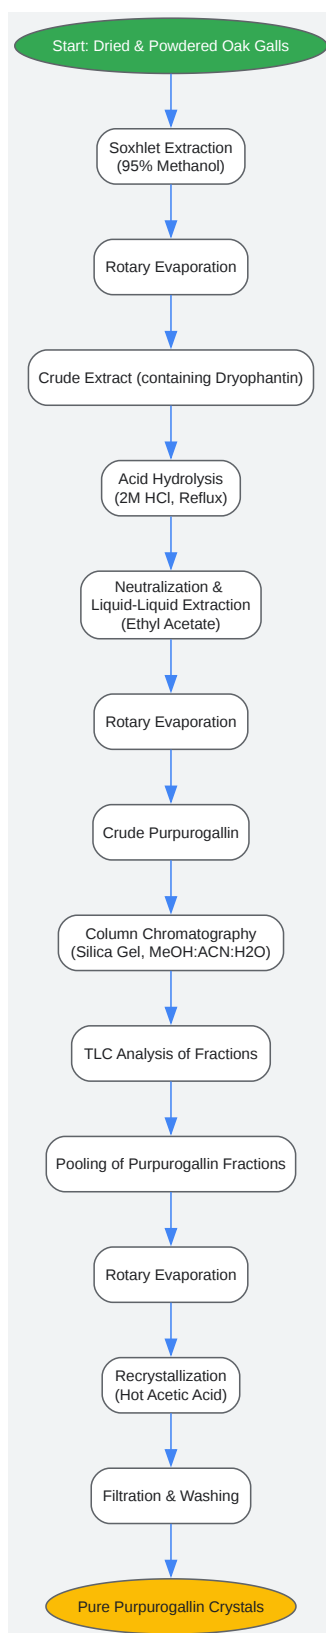 Start: Dried & Powdered Oak Galls
Soxhlet Extraction
(95% Methanol)
Rotary Evaporation
Crude Extract (containing Dryophantin)
Acid Hydrolysis
(2M HCl, Reflux)
Neutralization &
Liquid-Liquid Extraction
(Ethyl Acetate)
Rotary Evaporation
Crude Purpurogallin
Column Chromatography
(Silica Gel, MeOH:ACN:H2O)
TLC Analysis of Fractions
Pooling of Purpurogallin Fractions
Rotary Evaporation
Recrystallization
(Hot Acetic Acid)
Filtration & Washing
Pure Purpurogallin Crystals